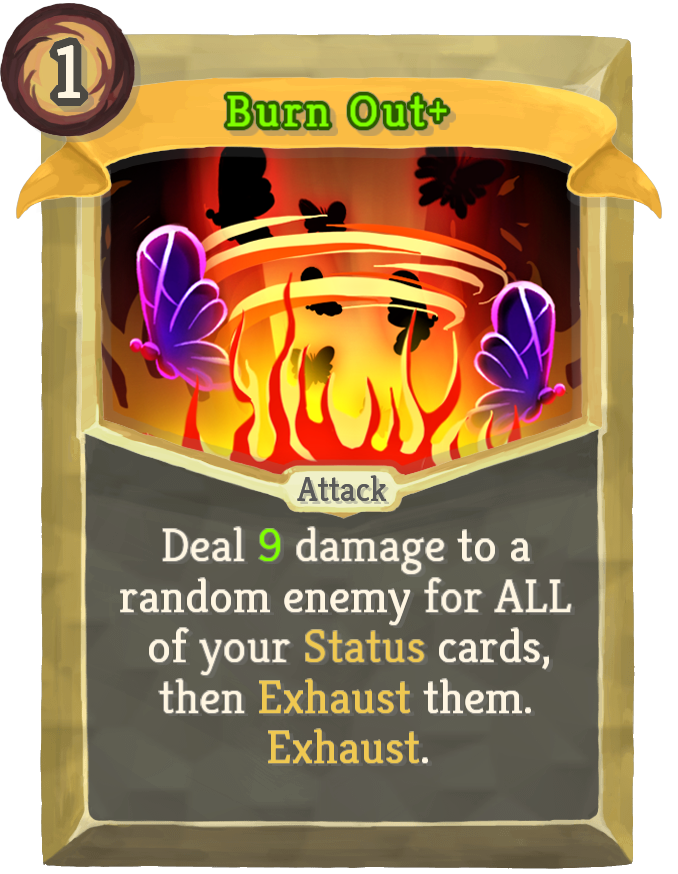 1
Burn Out+
Attack
Deal 9 damage to a
random enemy for ALL
of your Status cards,
then Exhaust them.
Exhaust.